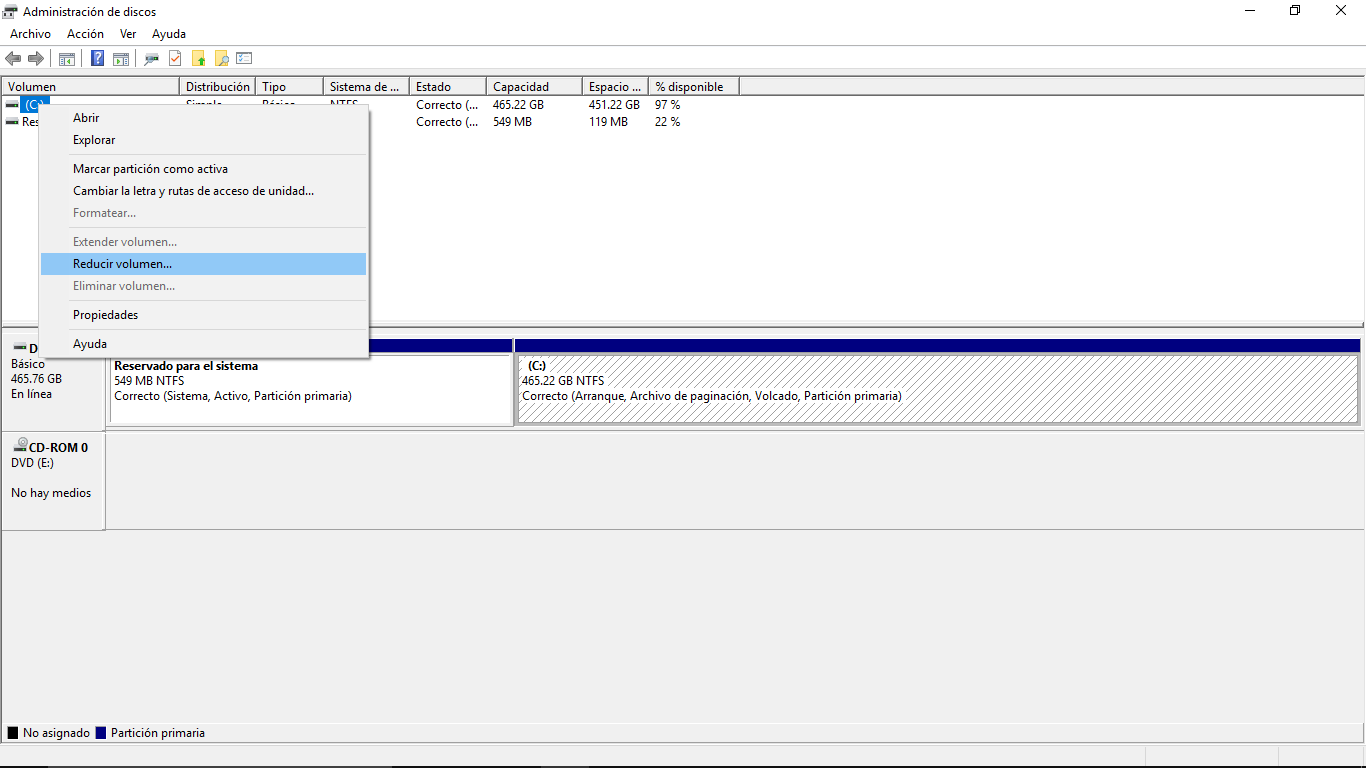 Administración de discos
Archivo Acción Ver Ayuda
Volumen Distribución Tipo Sistema de ... Estado Capacidad Espacio ... % disponible
(C:) Correcto (... 465.22 GB 451.22 GB 97 %
Res Correcto (... 549 MB 119 MB 22 %
Abrir
Explorar
Marcar partición como activa
Cambiar la letra y rutas de acceso de unidad...
Formatear...
Extender volumen...
Reducir volumen...
Eliminar volumen...
Propiedades
Ayuda
D
Básico
465.76 GB
En línea
Reservado para el sistema
549 MB NTFS
Correcto (Sistema, Activo, Partición primaria)
(C:)
465.22 GB NTFS
Correcto (Arranque, Archivo de paginación, Volcado, Partición primaria)
CD-ROM 0
DVD (E:)
No hay medios
No asignado Partición primaria